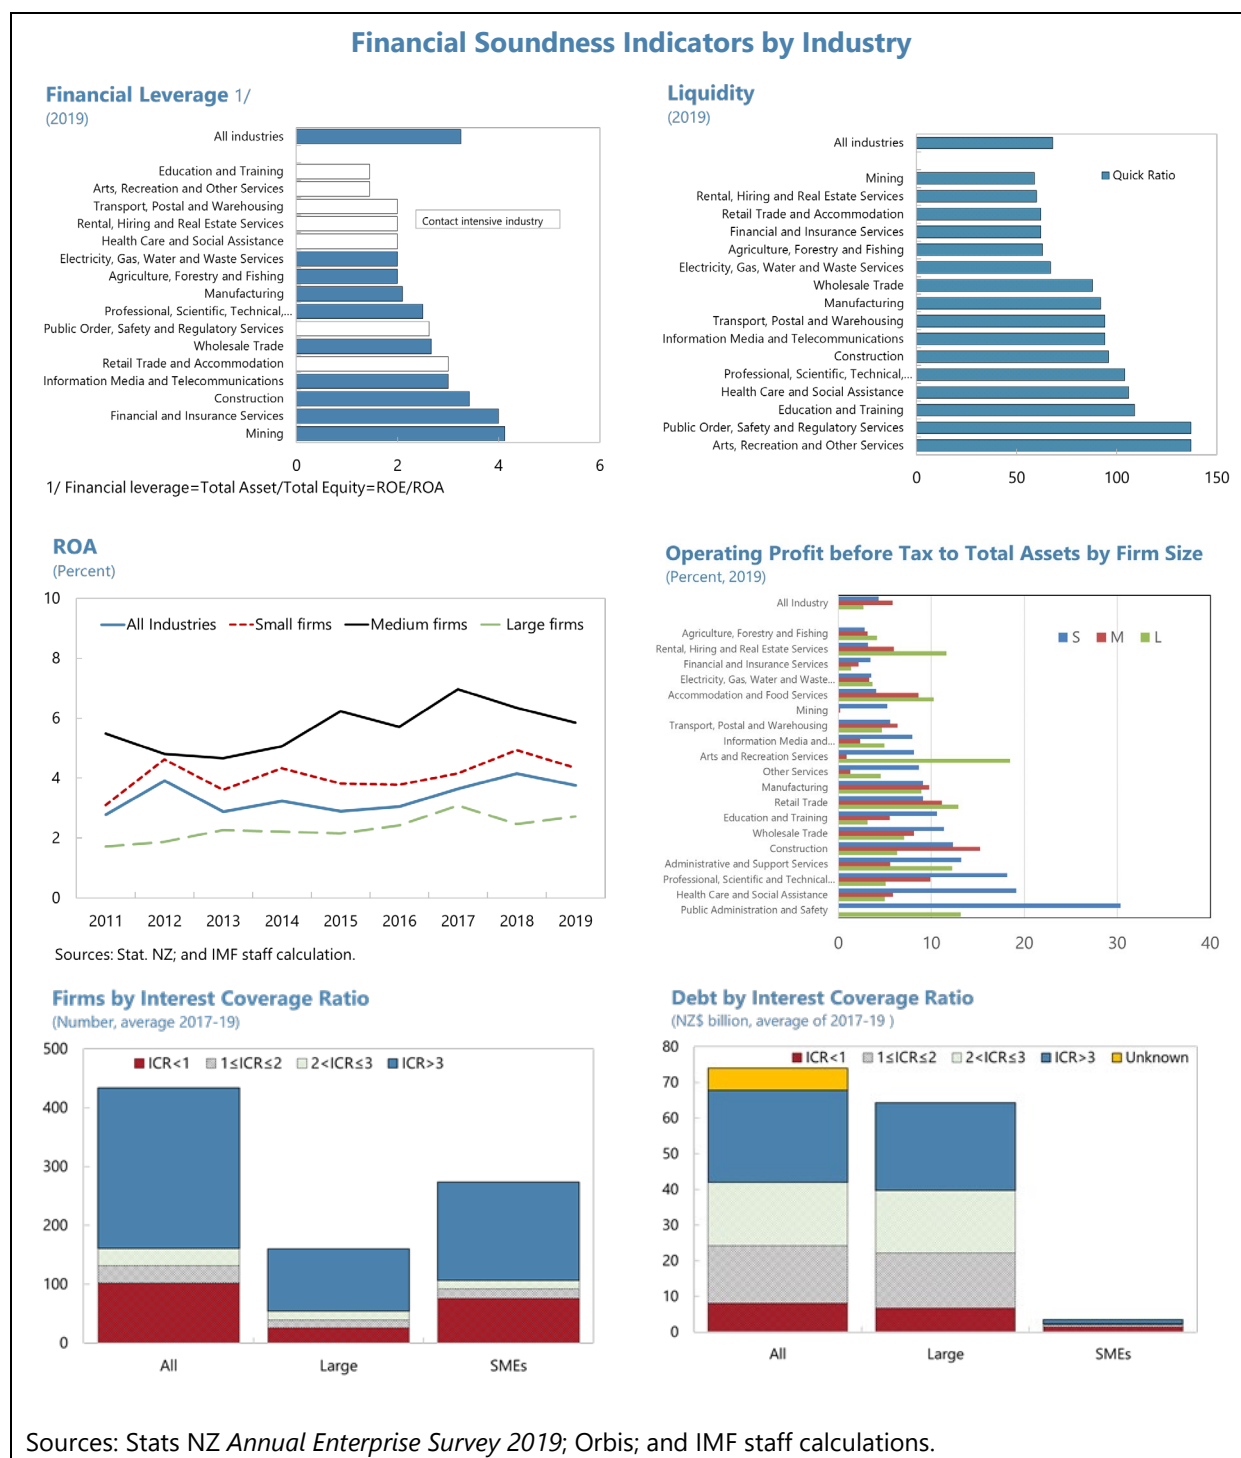 Financial Soundness Indicators by Industry
Financial Leverage 1/
(2019)
All industries
Education and Training
Arts, Recreation and Other Services
Transport, Postal and Warehousing
Rental, Hiring and Real Estate Services
Health Care and Social Assistance
Electricity, Gas, Water and Waste Services
Agriculture, Forestry and Fishing
Manufacturing
Professional, Scientific, Technical,...
Public Order, Safety and Regulatory Services
Wholesale Trade
Retail Trade and Accommodation
Information Media and Telecommunications
Construction
Financial and Insurance Services
Mining
Contact intensive industry
0 2 4 6
1/ Financial leverage=Total Asset/Total Equity=ROE/ROA
Liquidity
(2019)
All industries
Mining
Rental, Hiring and Real Estate Services
Retail Trade and Accommodation
Financial and Insurance Services
Agriculture, Forestry and Fishing
Electricity, Gas, Water and Waste Services
Wholesale Trade
Manufacturing
Transport, Postal and Warehousing
Information Media and Telecommunications
Construction
Professional, Scientific, Technical,...
Health Care and Social Assistance
Education and Training
Public Order, Safety and Regulatory Services
Arts, Recreation and Other Services
Quick Ratio
0 50 100 150
ROA
(Percent)
10
8
6
4
2
0
All Industries Small firms Medium firms Large firms
2011 2012 2013 2014 2015 2016 2017 2018 2019
Sources: Stat. NZ; and IMF staff calculation.
Operating Profit before Tax to Total Assets by Firm Size
(Percent, 2019)
All Industry
Agriculture, Forestry and Fishing
Rental, Hiring and Real Estate Services
Financial and Insurance Services
Electricity, Gas, Water and Waste...
Accommodation and Food Services
Mining
Transport, Postal and Warehousing
Information Media and...
Arts and Recreation Services
Other Services
Manufacturing
Retail Trade
Education and Training
Wholesale Trade
Construction
Administrative and Support Services
Professional, Scientific and Technical...
Health Care and Social Assistance
Public Administration and Safety
S M L
0 10 20 30 40
Firms by Interest Coverage Ratio
(Number, average 2017-19)
500
400
300
200
100
0
ICR<1 1≤ICR≤2 2<ICR≤3 ICR>3
All Large SMEs
Debt by Interest Coverage Ratio
(NZ$ billion, average of 2017-19 )
80
70
60
50
40
30
20
10
0
ICR<1 1≤ICR≤2 2<ICR≤3 ICR>3 Unknown
All Large SMEs
Sources: Stats NZ Annual Enterprise Survey 2019; Orbis; and IMF staff calculations.